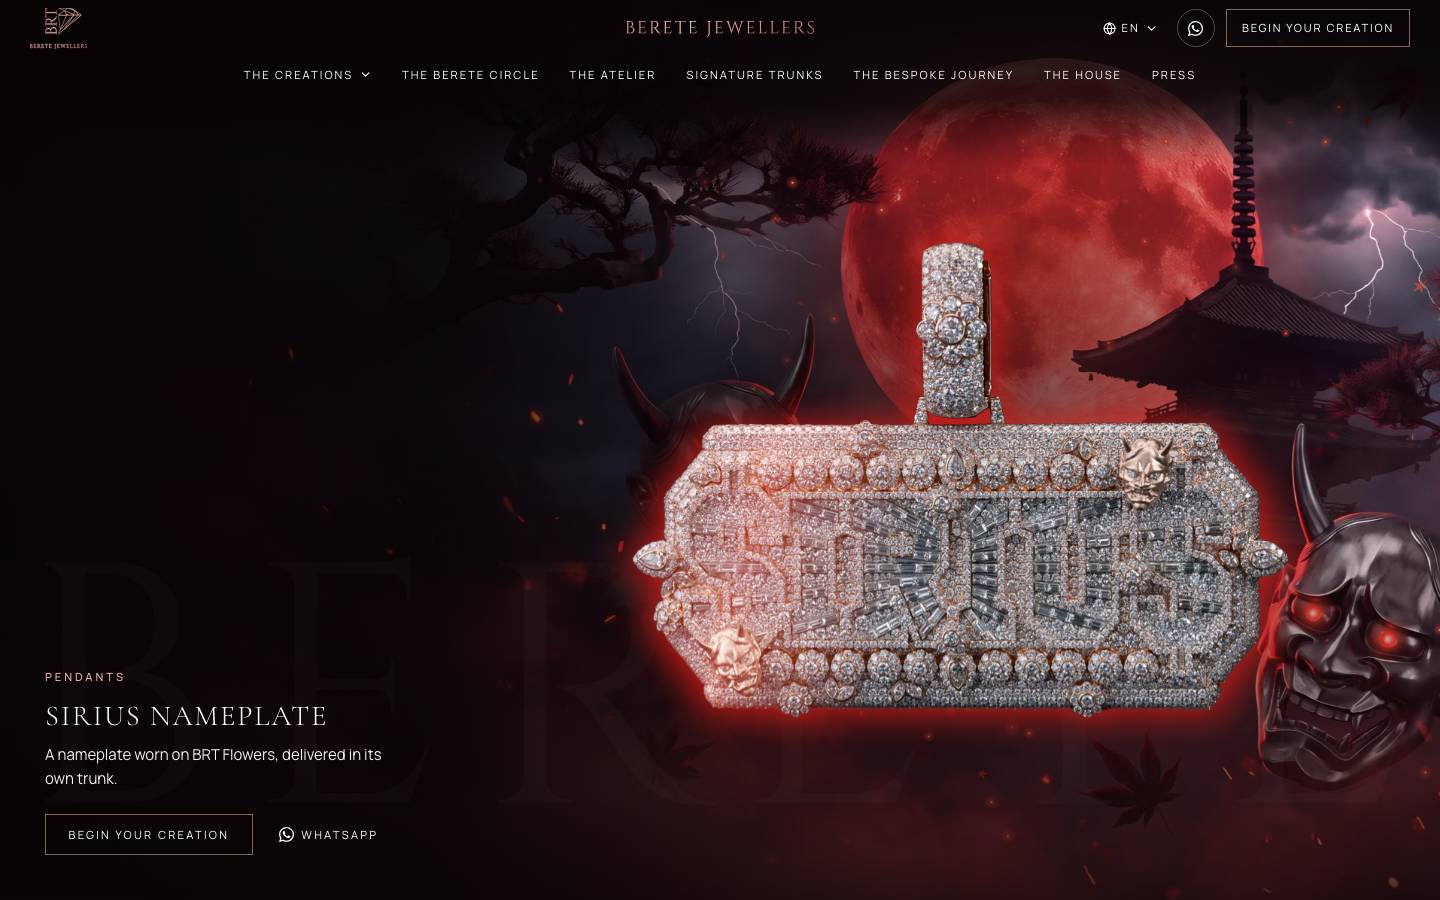 BRT
BERETE JEWELLERS
BERETE JEWELLERS
EN
BEGIN YOUR CREATION
THE CREATIONS
THE BERETE CIRCLE
THE ATELIER
SIGNATURE TRUNKS
THE BESPOKE JOURNEY
THE HOUSE
PRESS
SIRIUS
BERETE
PENDANTS
SIRIUS NAMEPLATE
A nameplate worn on BRT Flowers, delivered in its
own trunk.
BEGIN YOUR CREATION
WHATSAPP